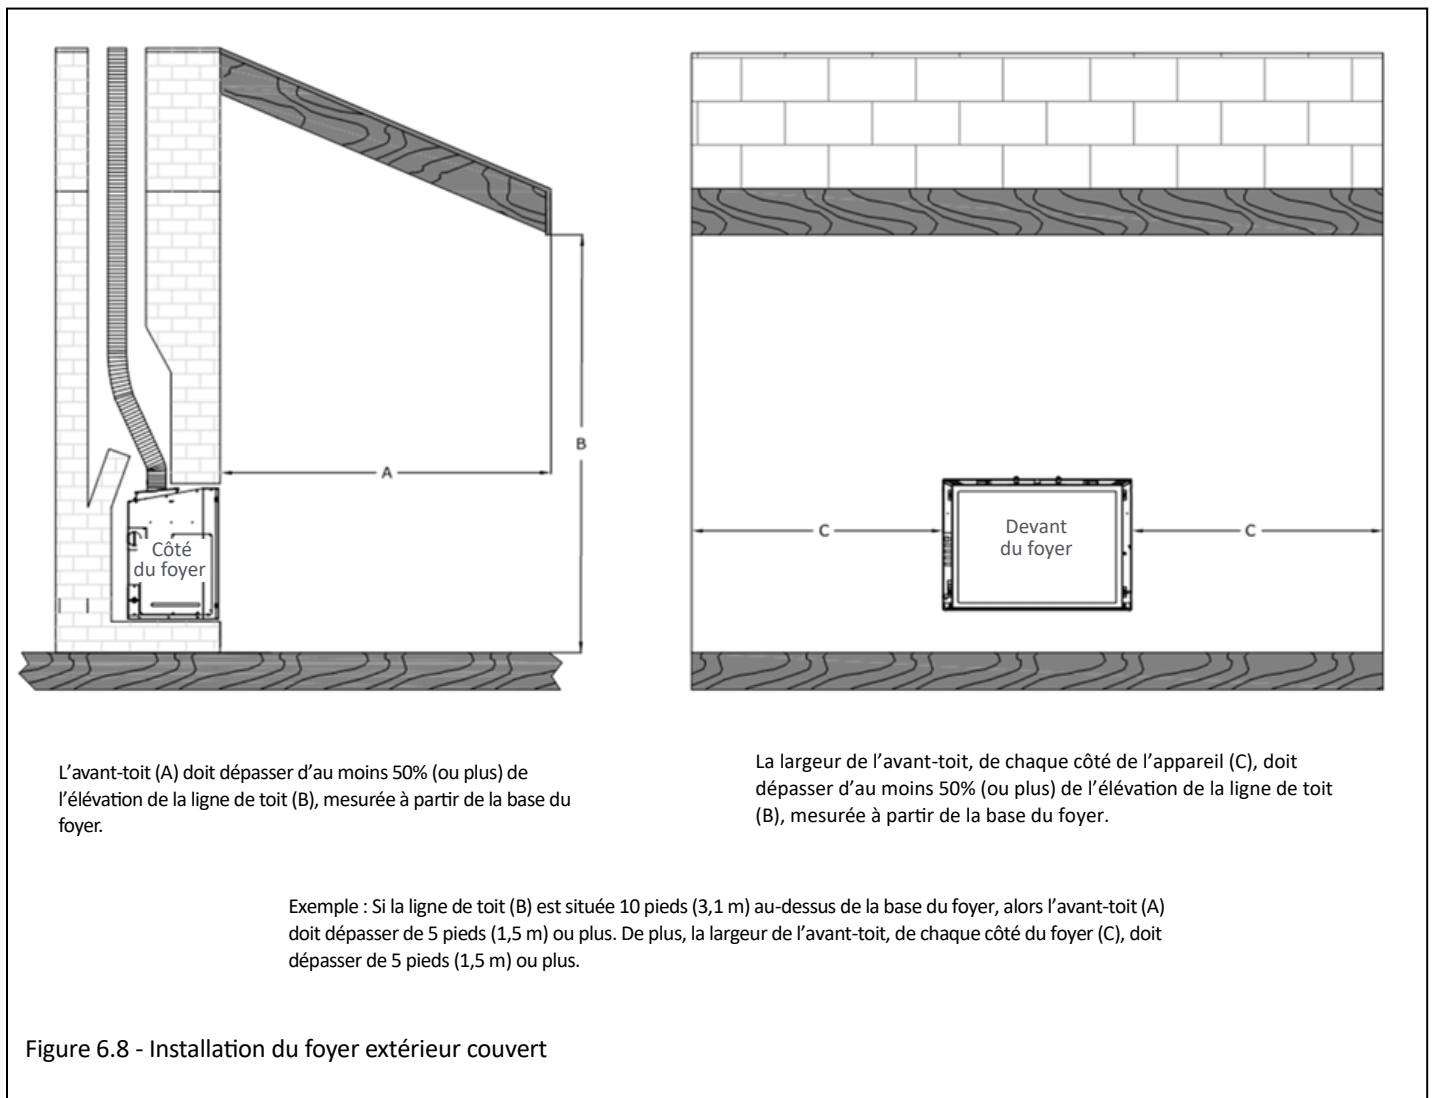 A
B
Côté
du foyer
C
Devant
du foyer
C
L’avant-toit (A) doit dépasser d’au moins 50% (ou plus) de
l’élévation de la ligne de toit (B), mesurée à partir de la base du
foyer.
La largeur de l’avant-toit, de chaque côté de l’appareil (C), doit
dépasser d’au moins 50% (ou plus) de l’élévation de la ligne de toit
(B), mesurée à partir de la base du foyer.
Exemple : Si la ligne de toit (B) est située 10 pieds (3,1 m) au-dessus de la base du foyer, alors l’avant-toit (A)
doit dépasser de 5 pieds (1,5 m) ou plus. De plus, la largeur de l’avant-toit, de chaque côté du foyer (C), doit
dépasser de 5 pieds (1,5 m) ou plus.
Figure 6.8 - Installation du foyer extérieur couvert